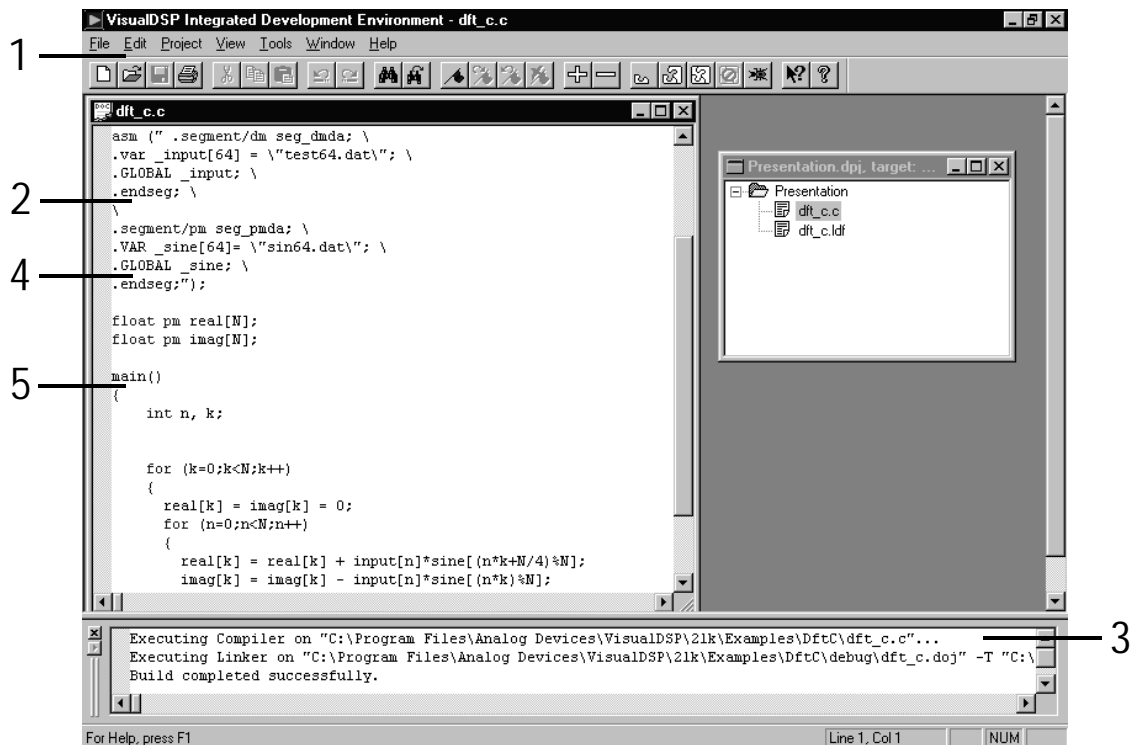 VisualDSP Integrated Development Environment - dft_c.c
1
File Edit Project View Tools Window Help
dft_c.c
asm (" .segment/dm seg_dmda; \
.var _input[64] = \"test64.dat\"; \
.GLOBAL _input; \
2
.endseg; \
\
.segment/pm seg_pmda; \
.VAR _sine[64]= \"sin64.dat\"; \
4
.GLOBAL _sine; \
.endseg;");
float pm real[N];
float pm imag[N];
5
main()
{
int n, k;
for (k=0;k<N;k++)
{
real[k] = imag[k] = 0;
for (n=0;n<N;n++)
{
real[k] = real[k] + input[n]*sine[(n*k+N/4)%N];
imag[k] = imag[k] - input[n]*sine[(n*k)%N];
Presentation.dpj, target: ...
Presentation
dft_c.c
dft_c.ldf
3
Executing Compiler on "C:\Program Files\Analog Devices\VisualDSP\21k\Examples\DftC\dft_c.c"...
Executing Linker on "C:\Program Files\Analog Devices\VisualDSP\21k\Examples\DftC\debug\dft_c.doj" -T "C:\
Build completed successfully.
For Help, press F1
Line 1, Col 1
NUM